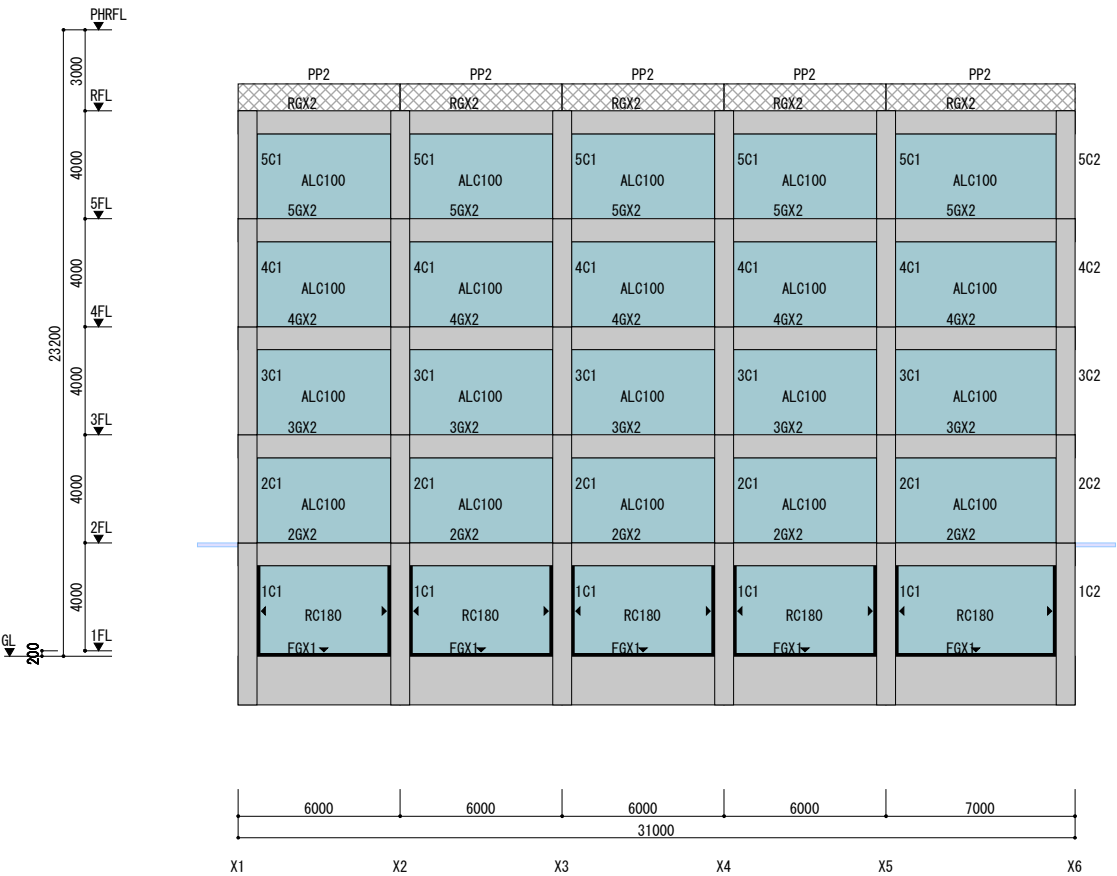 PHRFL
3000
PP2 PP2 PP2 PP2 PP2
RFL
RGX2 RGX2 RGX2 RGX2 RGX2
4000
5C1 5C1 5C1 5C1 5C1 5C2
ALC100 ALC100 ALC100 ALC100 ALC100
5FL
5GX2 5GX2 5GX2 5GX2 5GX2
4000
4C1 4C1 4C1 4C1 4C1 4C2
ALC100 ALC100 ALC100 ALC100 ALC100
4FL
4GX2 4GX2 4GX2 4GX2 4GX2
23200
4000
3C1 3C1 3C1 3C1 3C1 3C2
ALC100 ALC100 ALC100 ALC100 ALC100
3FL
3GX2 3GX2 3GX2 3GX2 3GX2
4000
2C1 2C1 2C1 2C1 2C1 2C2
ALC100 ALC100 ALC100 ALC100 ALC100
2FL
2GX2 2GX2 2GX2 2GX2 2GX2
4000
1C1 1C1 1C1 1C1 1C1 1C2
RC180 RC180 RC180 RC180 RC180
GL
1FL
200
FGX1 FGX1 FGX1 FGX1 FGX1
6000 6000 6000 6000 7000
31000
X1 X2 X3 X4 X5 X6